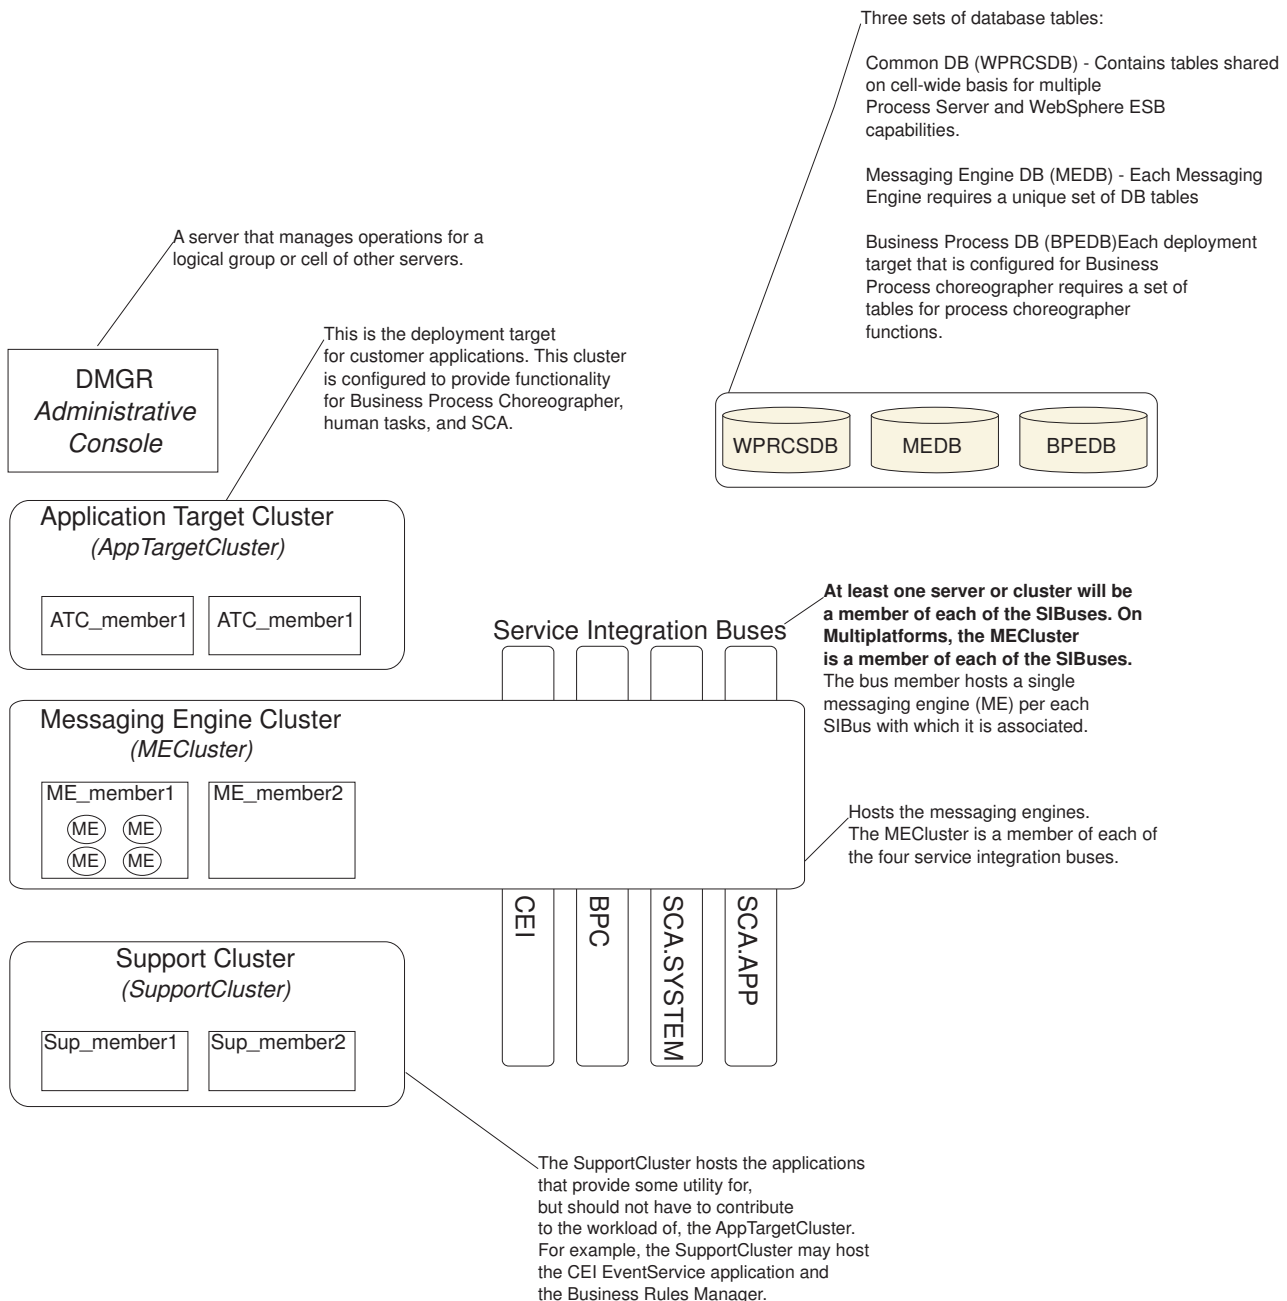 Three sets of database tables:
Common DB (WPRCSDB) - Contains tables shared
on cell-wide basis for multiple
Process Server and WebSphere ESB
capabilities.
Messaging Engine DB (MEDB) - Each Messaging
Engine requires a unique set of DB tables
Business Process DB (BPEDB)Each deployment
target that is configured for Business
Process choreographer requires a set of
tables for process choreographer
functions.
A server that manages operations for a
logical group or cell of other servers.
This is the deployment target
for customer applications. This cluster
is configured to provide functionality
for Business Process Choreographer,
human tasks, and SCA.
DMGR
Administrative
Console
WPRCSDB
MEDB
BPEDB
Application Target Cluster
(AppTargetCluster)
ATC_member1
ATC_member1
Service Integration Buses
At least one server or cluster will be
a member of each of the SIBuses. On
Multiplatforms, the MECluster
is a member of each of the SIBuses.
The bus member hosts a single
messaging engine (ME) per each
SIBus with which it is associated.
Messaging Engine Cluster
(MECluster)
ME_member1
ME
ME
ME
ME
ME_member2
Hosts the messaging engines.
The MECluster is a member of each of
the four service integration buses.
CEI
BPC
SCA.SYSTEM
SCA.APP
Support Cluster
(SupportCluster)
Sup_member1
Sup_member2
The SupportCluster hosts the applications
that provide some utility for,
but should not have to contribute
to the workload of, the AppTargetCluster.
For example, the SupportCluster may host
the CEI EventService application and
the Business Rules Manager.